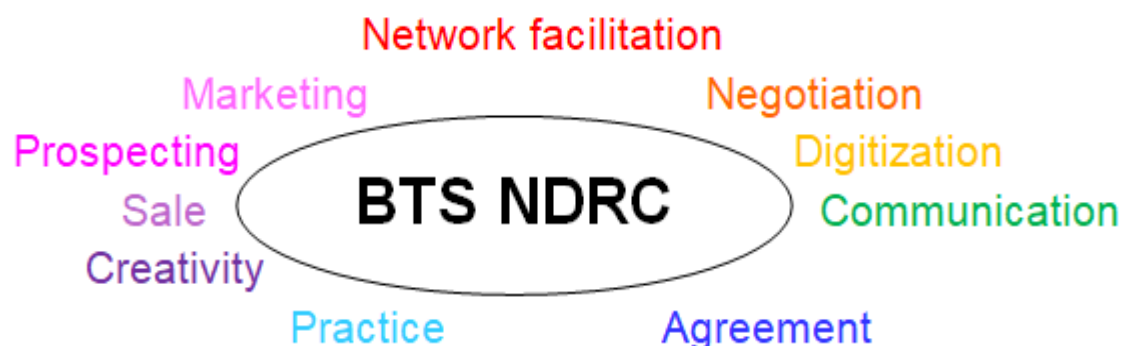 Network facilitation
Marketing
Negotiation
Prospecting
Digitization
BTS NDRC
Sale
Communication
Creativity
Practice
Agreement